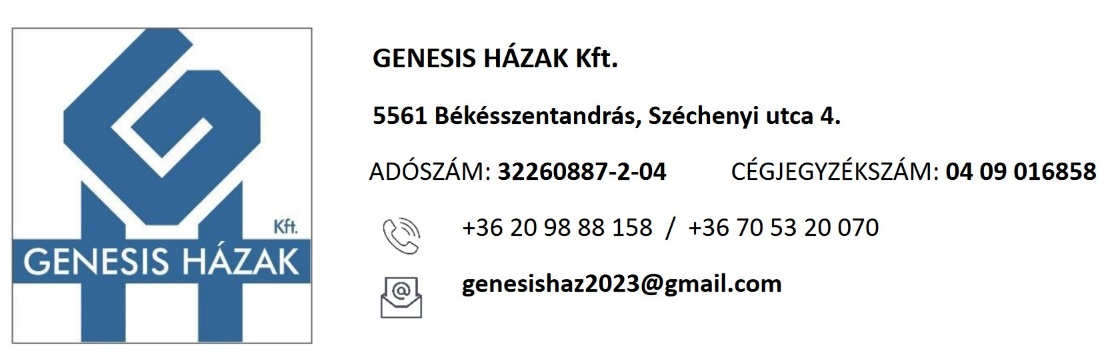 Kft.
GENESIS HÁZAK
GENESIS HÁZAK Kft.
5561 Békésszentandrás, Széchenyi utca 4.
ADÓSZÁM: 32260887-2-04 CÉGJEGYZÉKSZÁM: 04 09 016858
+36 20 98 88 158 / +36 70 53 20 070
genesishaz2023@gmail.com